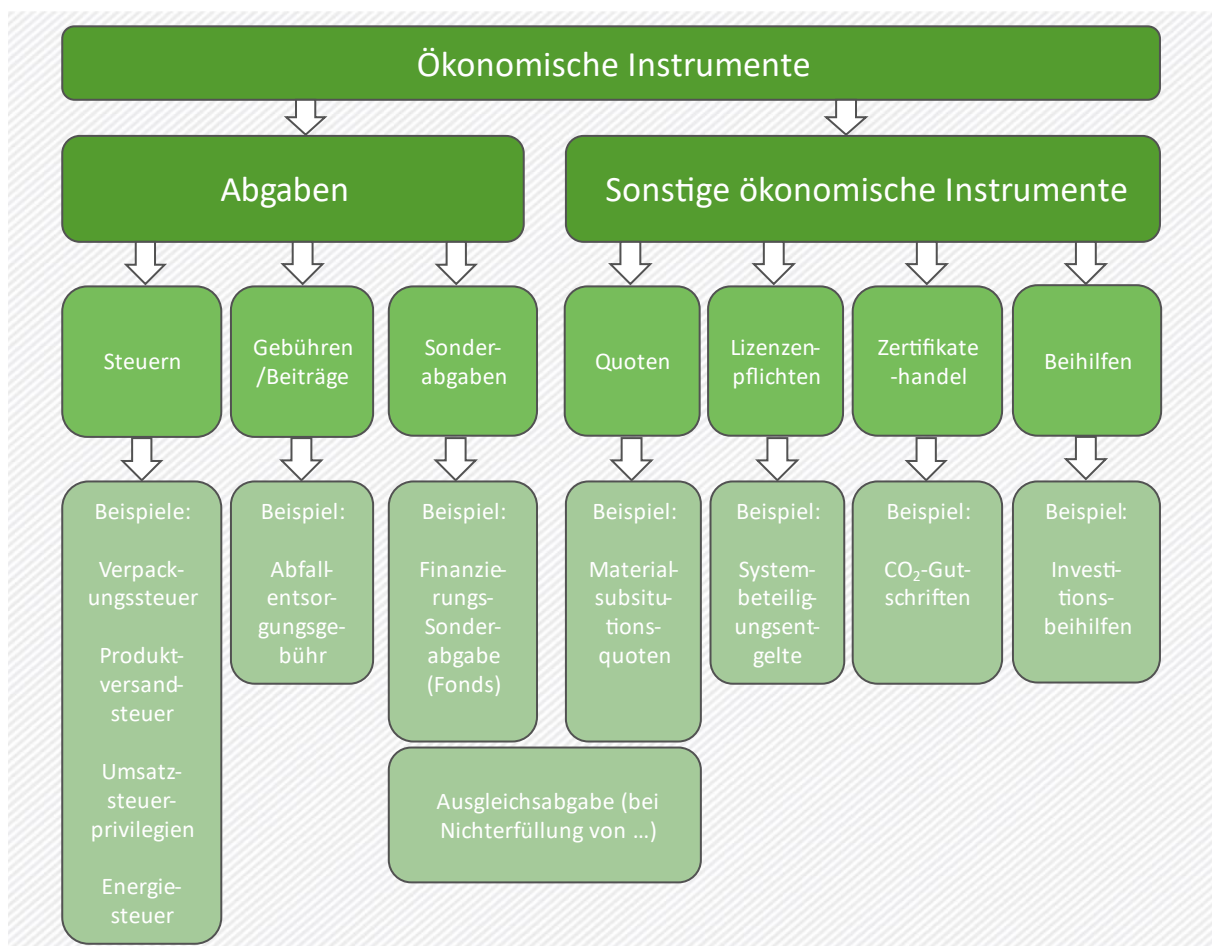 Ökonomische Instrumente
Abgaben
Sonstige ökonomische Instrumente
Steuern
Gebühren
/Beiträge
Sonder-
abgaben
Quoten
Lizenzen-
pflichten
Zertifikate
-handel
Beihilfen
Beispiele:
Verpack-
ungssteuer
Produkt-
versand-
steuer
Umsatz-
steuer-
privilegien
Energie-
steuer
Beispiel:
Abfall-
entsor-
gungsge-
bühr
Beispiel:
Finanzie-
rungs-
Sonder-
abgabe
(Fonds)
Beispiel:
Material-
subsitu-
tions-
quoten
Beispiel:
System-
beteilig-
ungsent-
gelte
Beispiel:
CO₂-Gut-
schriften
Beispiel:
Investi-
tions-
beihilfen
Ausgleichsabgabe (bei
Nichterfüllung von …)